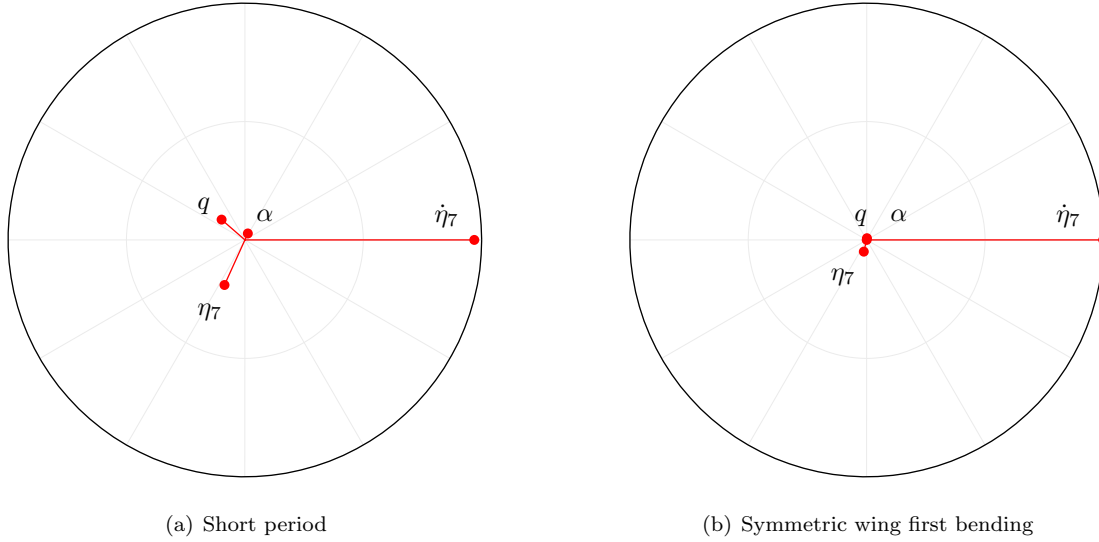 q α η̇₇
η₇
(a) Short period
q α η̇₇
η₇
(b) Symmetric wing first bending